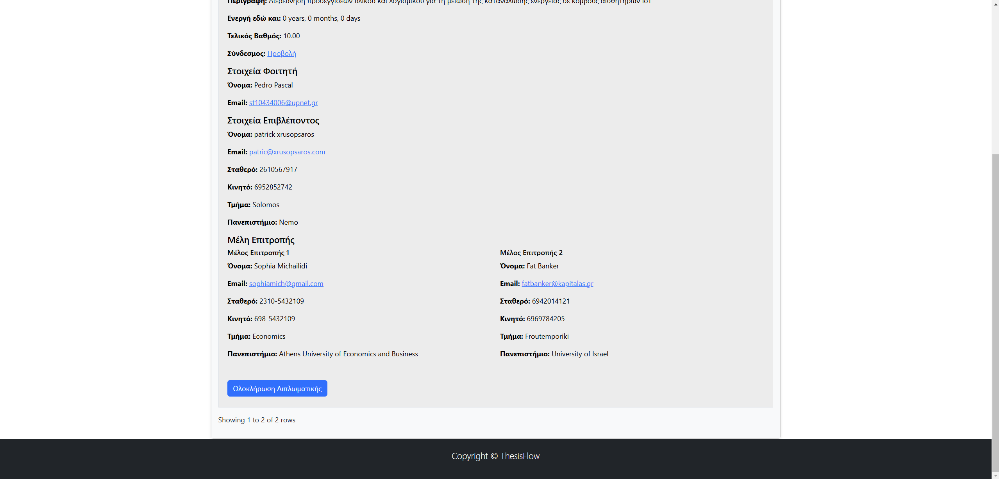 Περιγραφή: Διερεύνηση προσεγγίσεων υλικού και λογισμικού για τη μείωση της κατανάλωσης ενέργειας σε κόμβους αισθητήρων IoT
Ενεργή εδώ και: 0 years, 0 months, 0 days
Τελικός Βαθμός: 10.00
Σύνδεσμος: Προβολή
Στοιχεία Φοιτητή
Όνομα: Pedro Pascal
Email: st10434006@upnet.gr
Στοιχεία Επιβλέποντος
Όνομα: patrick xrusopsaros
Email: patric@xrusopsaros.com
Σταθερό: 2610567917
Κινητό: 6952852742
Τμήμα: Solomos
Πανεπιστήμιο: Nemo
Μέλη Επιτροπής
Μέλος Επιτροπής 1
Όνομα: Sophia Michailidi
Email: sophiamich@gmail.com
Σταθερό: 2310-5432109
Κινητό: 698-5432109
Τμήμα: Economics
Πανεπιστήμιο: Athens University of Economics and Business
Μέλος Επιτροπής 2
Όνομα: Fat Banker
Email: fatbanker@kapitalas.gr
Σταθερό: 6942014121
Κινητό: 6969784205
Τμήμα: Froutemporiki
Πανεπιστήμιο: University of Israel
Ολοκλήρωση Διπλωματικής
Showing 1 to 2 of 2 rows
Copyright © ThesisFlow